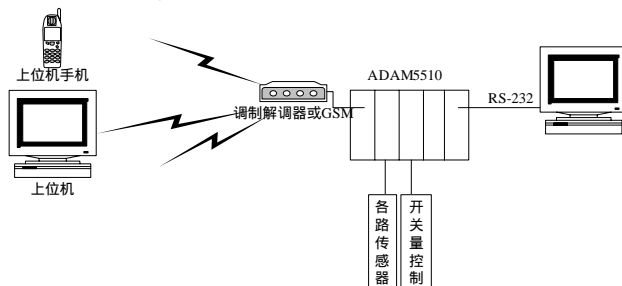 上位机手机
ADAM5510
RS-232
调制解调器或GSM
上位机
各路传感器
开关量控制